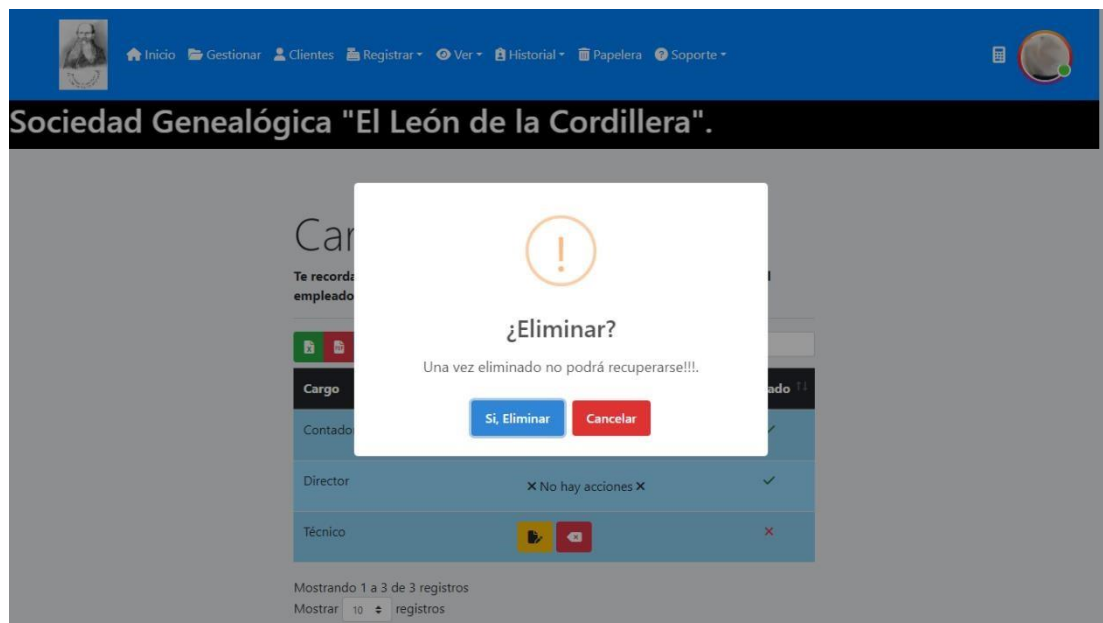 Inicio Gestionar Clientes Registrar Ver Historial Papelera Soporte
Sociedad Genealógica "El León de la Cordillera".
Car
Te recorda
empleado
¿Eliminar?
Una vez eliminado no podrá recuperarse!!!.
Si, Eliminar Cancelar
Cargo ado
Contado
Director No hay acciones
Técnico
Mostrando 1 a 3 de 3 registros
Mostrar 10 registros